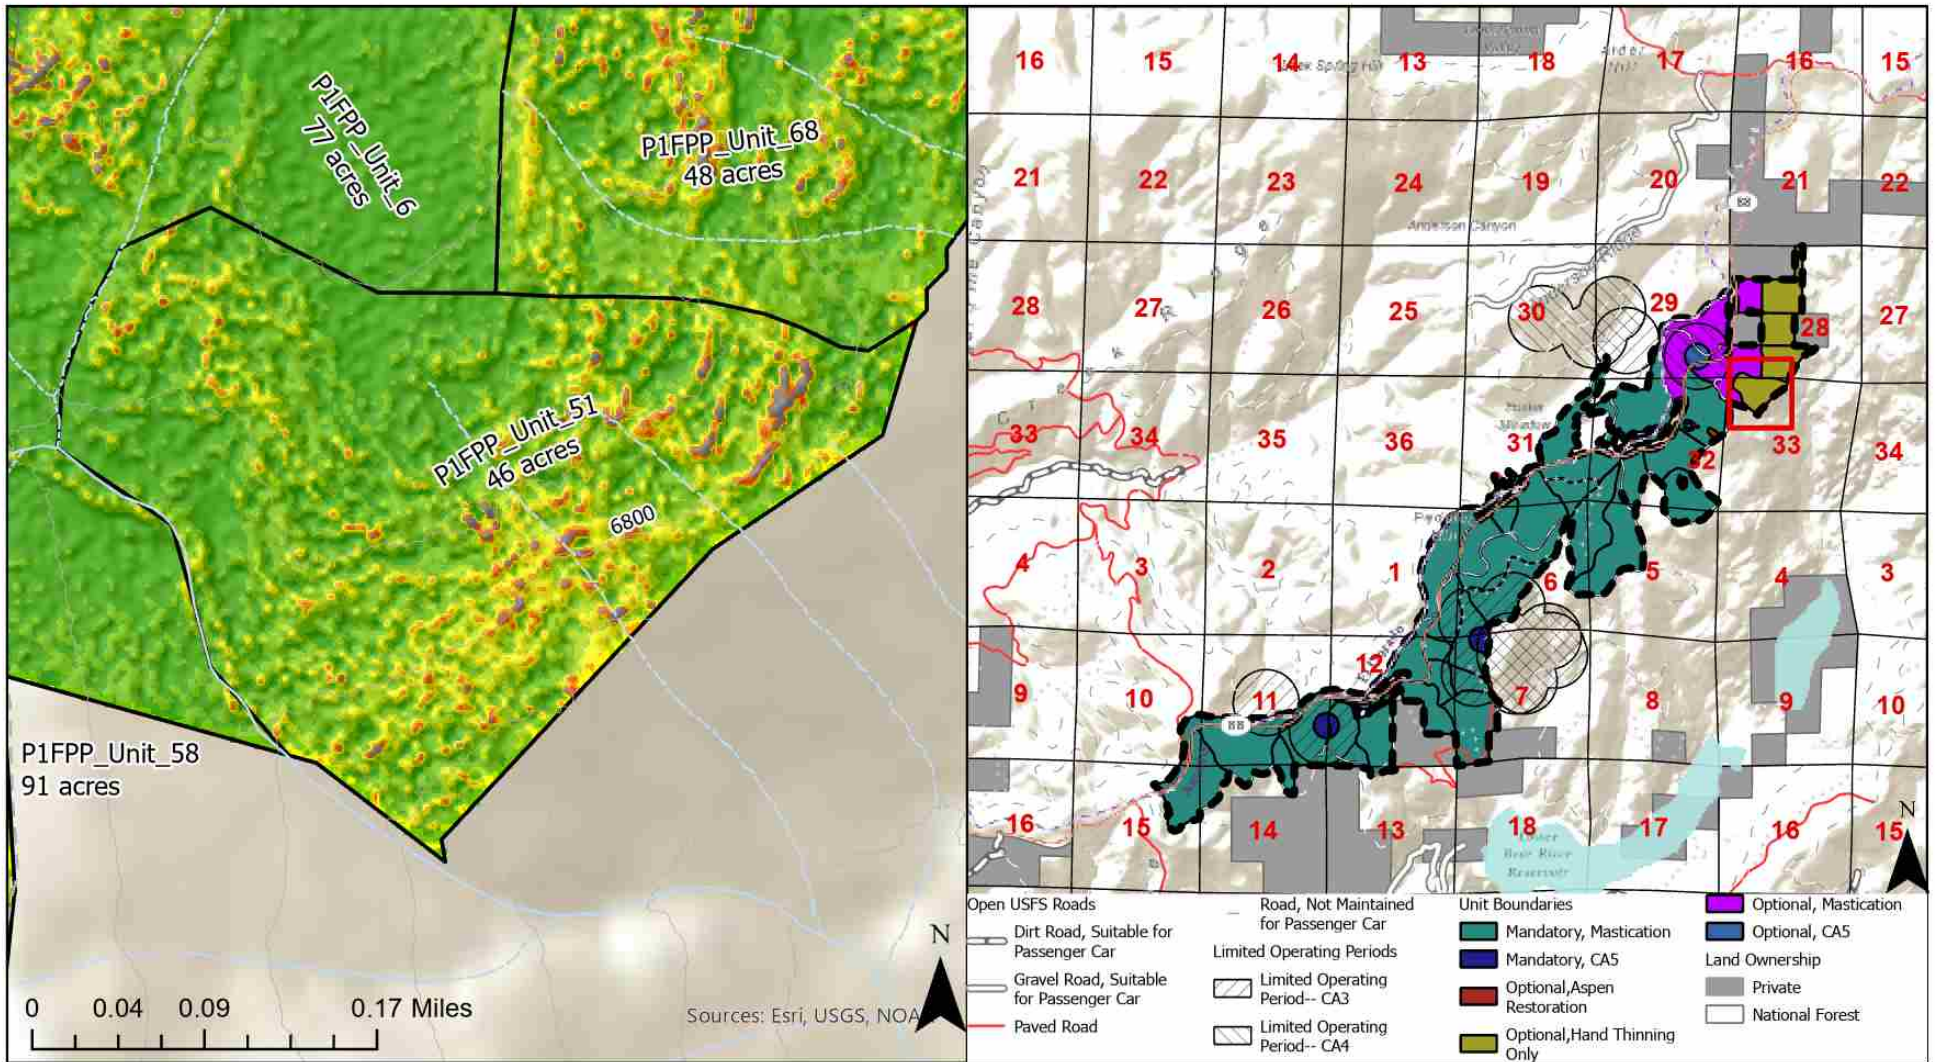 P1FPP_Unit_6
77 acres
P1FPP_Unit_68
48 acres
P1FPP_Unit_51
46 acres
6800
P1FPP_Unit_58
91 acres
0 0.04 0.09 0.17 Miles
Sources: Esri, USGS, NOA
N
16 15 14 13 18 17 16 15
21 22 23 24 19 20 21 22
88
Anderson Canyon
28 27 26 25 30 29 28 27
33 34 35 36 31 32 33 34
4 3 2 1 6 5 4 3
9 10 11 12 7 8 9 10
88
16 15 14 13 18 17 16 15
Bear River
Reservoir
N
Open USFS Roads
Dirt Road, Suitable for
Passenger Car
Gravel Road, Suitable
for Passenger Car
Paved Road
Road, Not Maintained
for Passenger Car
Limited Operating Periods
Limited Operating
Period-- CA3
Limited Operating
Period-- CA4
Unit Boundaries
Mandatory, Mastication
Mandatory, CA5
Optional,Aspen
Restoration
Optional,Hand Thinning
Only
Optional, Mastication
Optional, CA5
Land Ownership
Private
National Forest